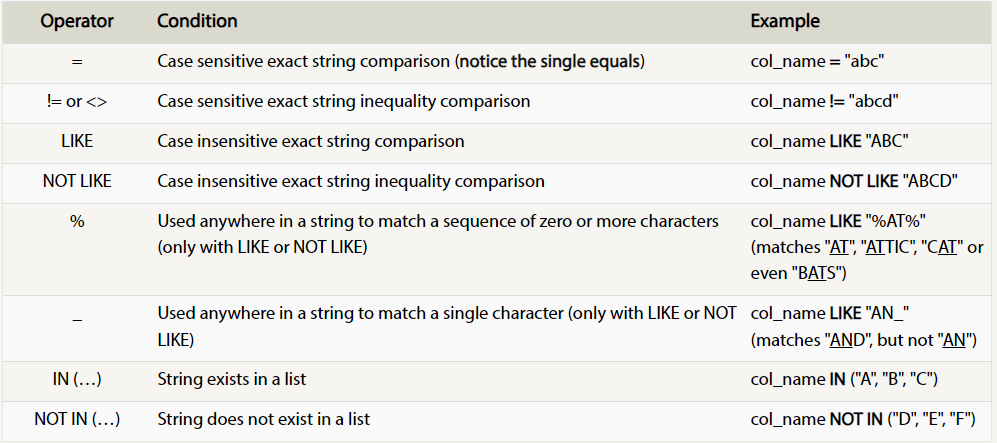 Operator Condition Example
= Case sensitive exact string comparison (notice the single equals) col_name = "abc"
!= or <> Case sensitive exact string inequality comparison col_name != "abcd"
LIKE Case insensitive exact string comparison col_name LIKE "ABC"
NOT LIKE Case insensitive exact string inequality comparison col_name NOT LIKE "ABCD"
% Used anywhere in a string to match a sequence of zero or more characters col_name LIKE "%AT%"
(only with LIKE or NOT LIKE) (matches "AT", "ATTIC", "CAT" or
even "BATS")
_ Used anywhere in a string to match a single character (only with LIKE or NOT col_name LIKE "AN_"
LIKE) (matches "AND", but not "AN")
IN (…) String exists in a list col_name IN ("A", "B", "C")
NOT IN (…) String does not exist in a list col_name NOT IN ("D", "E", "F")